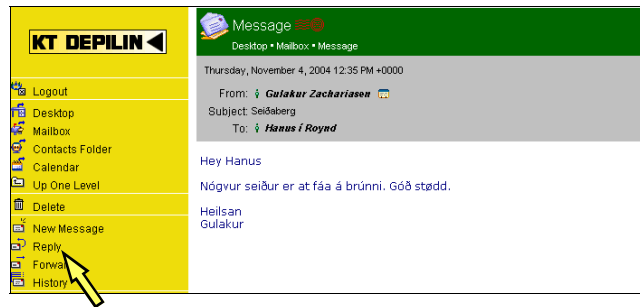 KT DEPILIN
Logout
Desktop
Mailbox
Contacts Folder
Calendar
Up One Level
Delete
New Message
Reply
Forwa
History
Message
Desktop • Mailbox • Message
Thursday, November 4, 2004 12:35 PM +0000
From: Gulakur Zachariasen
Subject: Seiðaberg
To: Hanus í Roynd
Hey Hanus
Nógvur seiður er at fáa á brúnni. Góð stødd.
Heilsan
Gulakur